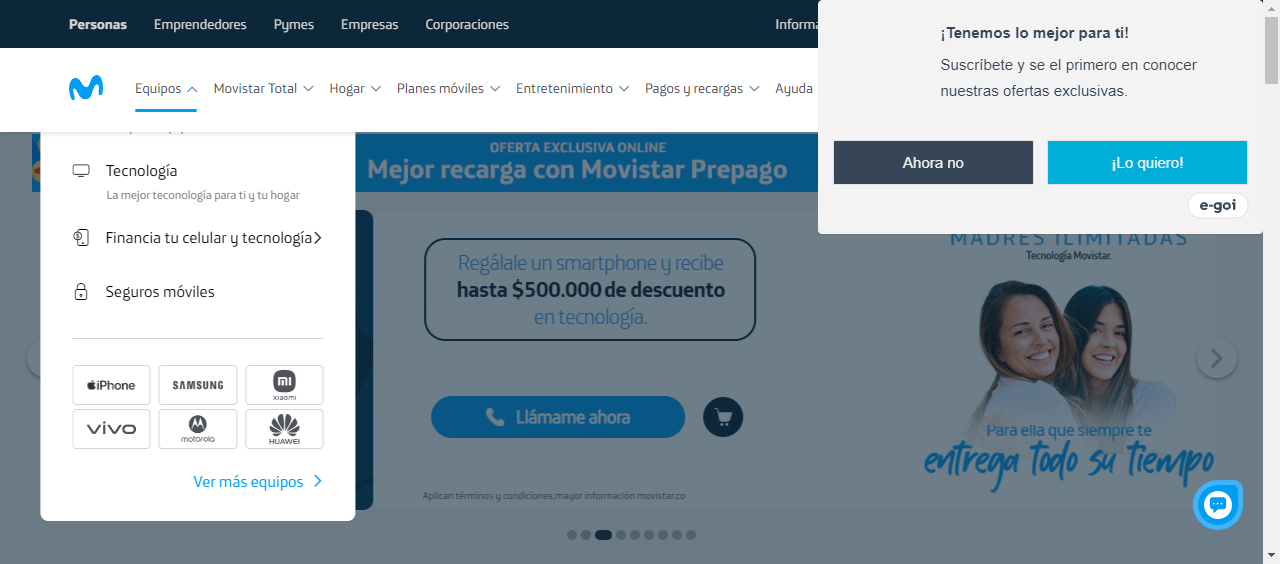 Personas Emprendedores Pymes Empresas Corporaciones
Equipos Movistar Total Hogar Planes móviles Entretenimiento Pagos y recargas Ayuda
¡Tenemos lo mejor para ti!
Suscríbete y se el primero en conocer
nuestras ofertas exclusivas.
Ahora no ¡Lo quiero!
e-goi
Tecnología
La mejor teconología para ti y tu hogar
Financia tu celular y tecnología
Seguros móviles
iPhone SAMSUNG xiaomi
vivo motorola HUAWEI
Ver más equipos
OFERTA EXCLUSIVA ONLINE
Mejor recarga con Movistar Prepago
Regálale un smartphone y recibe
hasta $500.000 de descuento
en tecnología.
Llámame ahora
Aplican términos y condiciones,mayor información movistar.co
MADRES ILIMITADAS
Tecnología Movistar.
Para ella que siempre te
entrega todo su tiempo